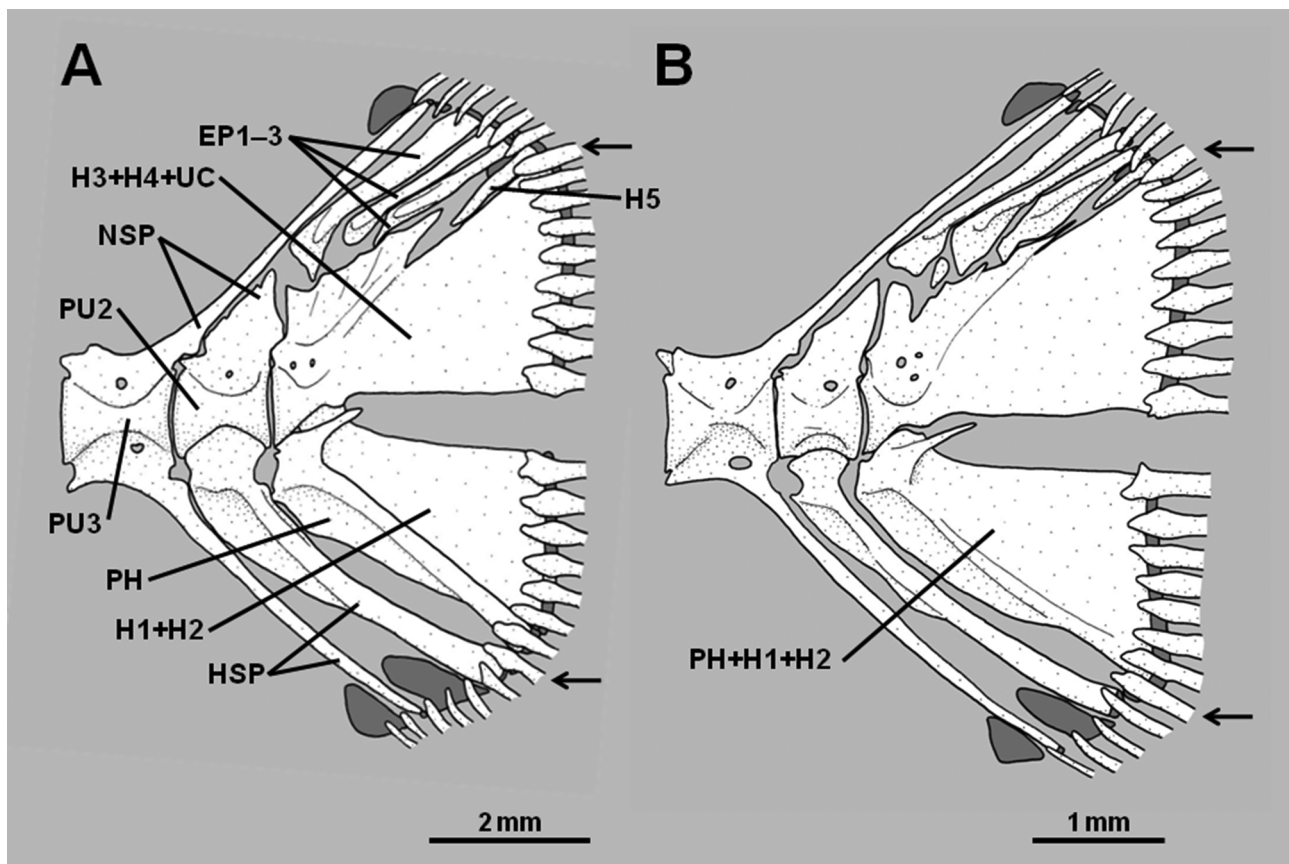 A
B
EP1–3
H3+H4+UC
H5
NSP
PU2
PU3
PH
H1+H2
HSP
PH+H1+H2
2 mm
1 mm